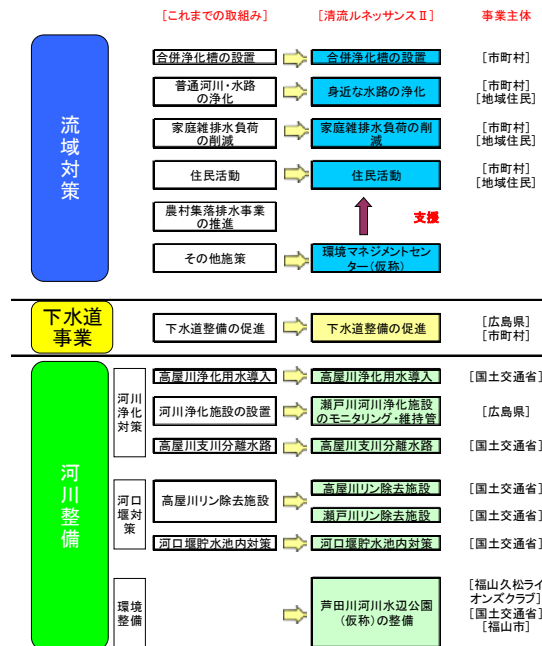 [これまでの取組み] [清流ルネッサンスⅡ] 事業主体
流域対策
合併浄化槽の設置 合併浄化槽の設置 [市町村]
普通河川・水路
の浄化
身近な水路の浄化
[市町村]
[地域住民]
家庭雑排水負荷
の削減
家庭雑排水負荷の削
減
[市町村]
[地域住民]
住民活動 住民活動
[市町村]
[地域住民]
農村集落排水事業
の推進
支援
その他施策
環境マネジメントセン
ター(仮称)
下水道
事業
下水道整備の促進 下水道整備の促進
[広島県]
[市町村]
河川整備
河川
浄化
対策
高屋川浄化用水導入 高屋川浄化用水導入 [国土交通省]
河川浄化施設の設置
瀬戸川河川浄化施設
のモニタリング・維持管
[広島県]
高屋川支川分離水路 高屋川支川分離水路 [国土交通省]
河口
堰対
策
高屋川リン除去施設
高屋川リン除去施設 [国土交通省]
瀬戸川リン除去施設 [国土交通省]
河口堰貯水池内対策 河口堰貯水池内対策 [国土交通省]
環境
整備
芦田川河川水辺公園
(仮称)の整備
[福山久松ライ
オンズクラブ]
[国土交通省]
[福山市]